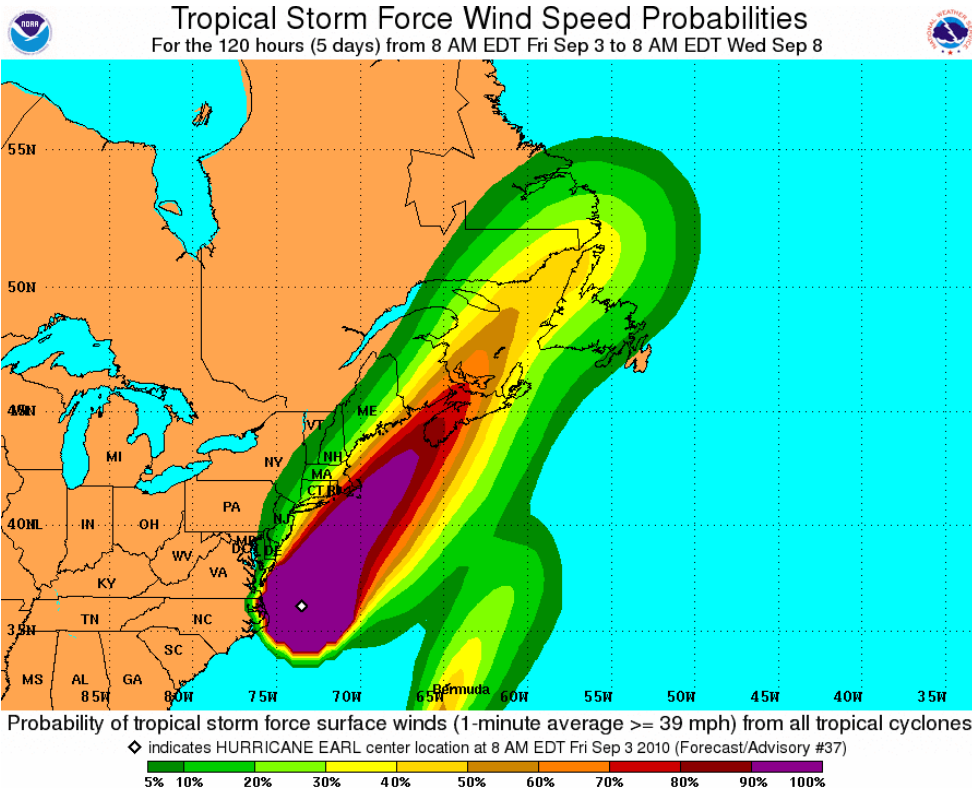 Tropical Storm Force Wind Speed Probabilities
For the 120 hours (5 days) from 8 AM EDT Fri Sep 3 to 8 AM EDT Wed Sep 8
NOAA
55N
50N
45N
ME
VT
NH
MI
NY
MA
CT
PA
NJ
40N
IN
OH
DE
WV
VA
KY
TN
NC
35N
SC
MS
AL
GA
Bermuda
85W
80W
75W
70W
65W
60W
55W
50W
45W
40W
35W
Probability of tropical storm force surface winds (1-minute average >= 39 mph) from all tropical cyclones
indicates HURRICANE EARL center location at 8 AM EDT Fri Sep 3 2010 (Forecast/Advisory #37)
5% 10% 20% 30% 40% 50% 60% 70% 80% 90% 100%